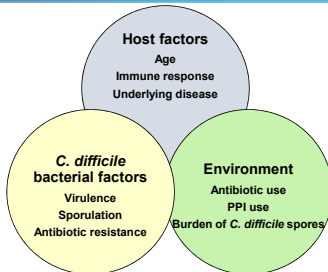 Host factors
Age
Immune response
Underlying disease
C. difficile
bacterial factors
Virulence
Sporulation
Antibiotic resistance
Environment
Antibiotic use
PPI use
Burden of C. difficile spores